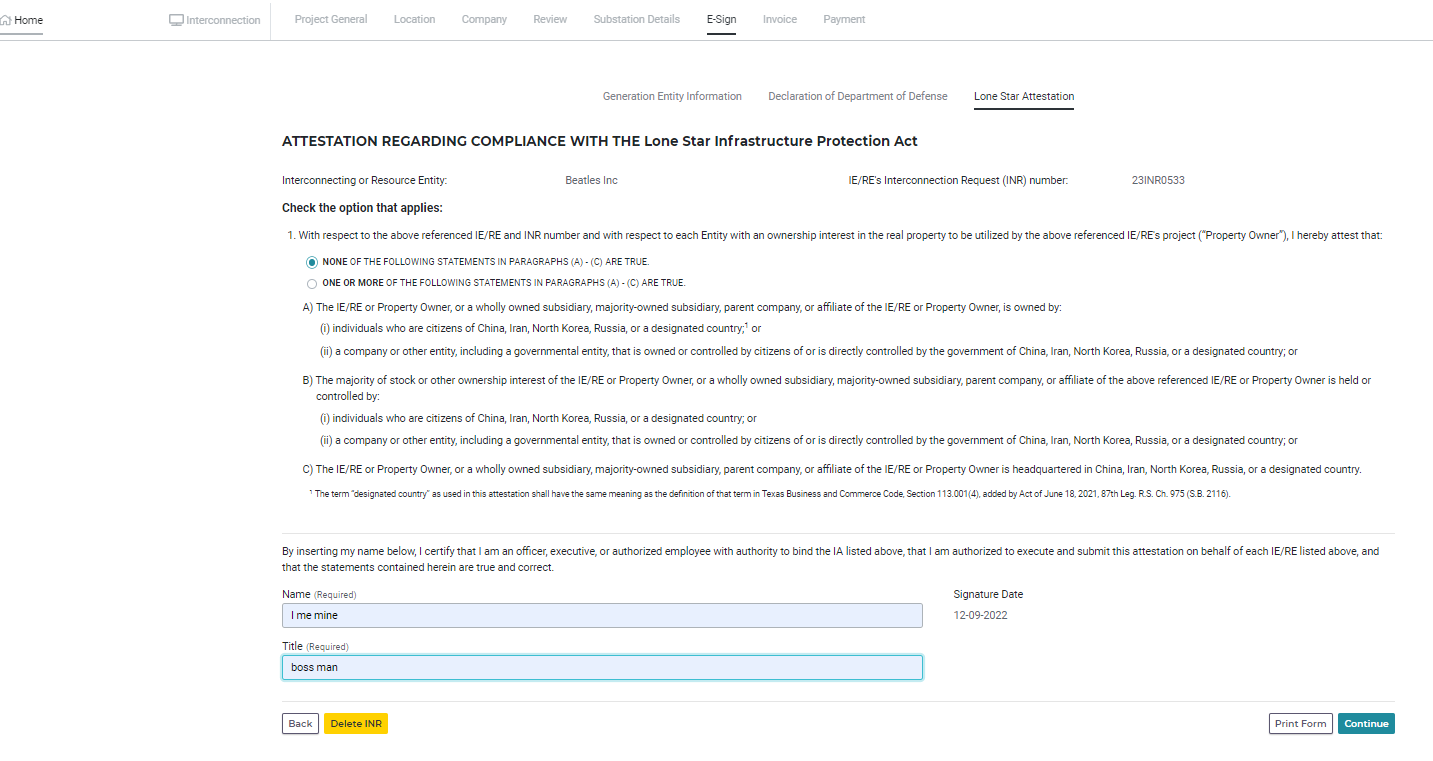 Home
Interconnection
Project General
Location
Company
Review
Substation Details
E-Sign
Invoice
Payment
Generation Entity Information
Declaration of Department of Defense
Lone Star Attestation
ATTESTATION REGARDING COMPLIANCE WITH THE Lone Star Infrastructure Protection Act
Interconnecting or Resource Entity: Beatles Inc IE/RE's Interconnection Request (INR) number: 23INR0533
Check the option that applies:
1. With respect to the above referenced IE/RE and INR number and with respect to each Entity with an ownership interest in the real property to be utilized by the above referenced IE/RE's project ("Property Owner"), I hereby attest that:
NONE OF THE FOLLOWING STATEMENTS IN PARAGRAPHS (A) - (C) ARE TRUE.
ONE OR MORE OF THE FOLLOWING STATEMENTS IN PARAGRAPHS (A) - (C) ARE TRUE.
A) The IE/RE or Property Owner, or a wholly owned subsidiary, majority-owned subsidiary, parent company, or affiliate of the IE/RE or Property Owner, is owned by:
(i) individuals who are citizens of China, Iran, North Korea, Russia, or a designated country;¹ or
(ii) a company or other entity, including a governmental entity, that is owned or controlled by citizens of or is directly controlled by the government of China, Iran, North Korea, Russia, or a designated country; or
B) The majority of stock or other ownership interest of the IE/RE or Property Owner, or a wholly owned subsidiary, majority-owned subsidiary, parent company, or affiliate of the above referenced IE/RE or Property Owner is held or
controlled by:
(i) individuals who are citizens of China, Iran, North Korea, Russia, or a designated country; or
(ii) a company or other entity, including a governmental entity, that is owned or controlled by citizens of or is directly controlled by the government of China, Iran, North Korea, Russia, or a designated country; or
C) The IE/RE or Property Owner, or a wholly owned subsidiary, majority-owned subsidiary, parent company, or affiliate of the IE/RE or Property Owner is headquartered in China, Iran, North Korea, Russia, or a designated country.
¹ The term "designated country" as used in this attestation shall have the same meaning as the definition of that term in Texas Business and Commerce Code, Section 113.001(4), added by Act of June 18, 2021, 87th Leg. R.S. Ch. 975 (S.B. 2116).
By inserting my name below, I certify that I am an officer, executive, or authorized employee with authority to bind the IA listed above, that I am authorized to execute and submit this attestation on behalf of each IE/RE listed above, and
that the statements contained herein are true and correct.
Name (Required)
Signature Date
I me mine
12-09-2022
Title (Required)
boss man
Back
Delete INR
Print Form
Continue